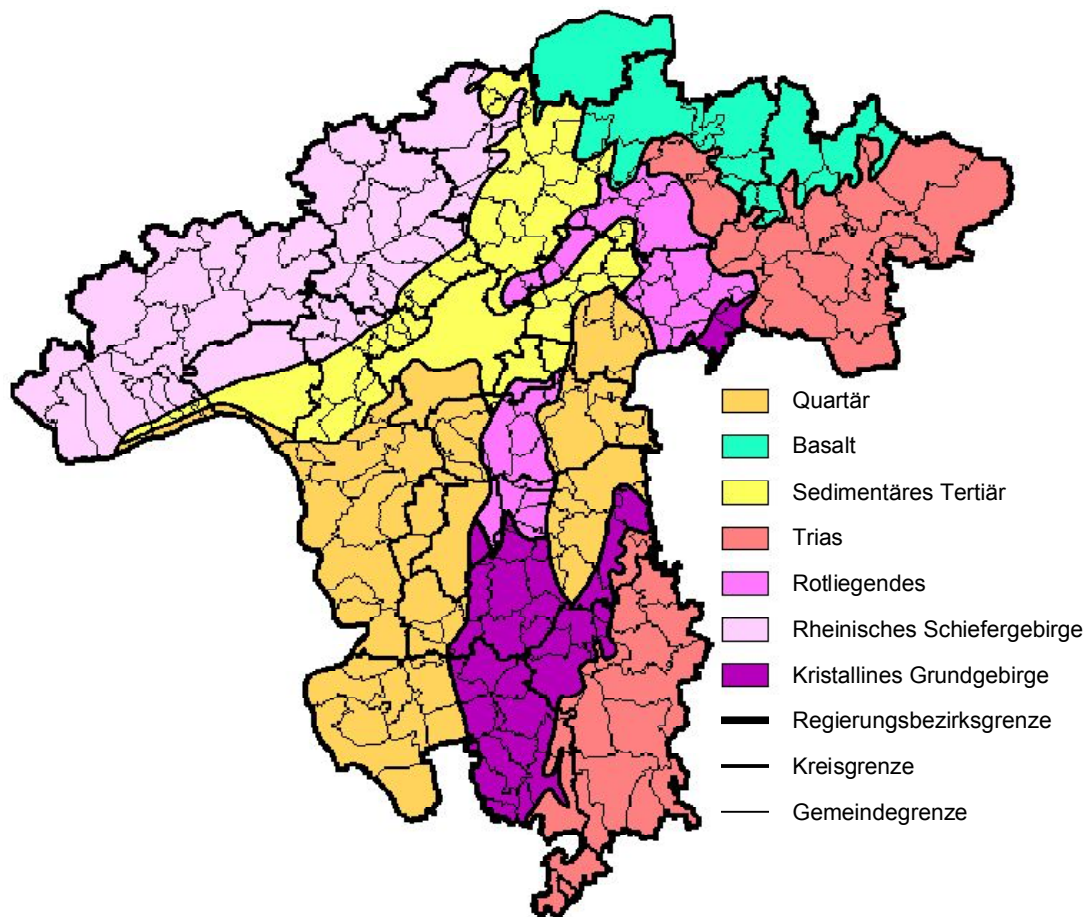 Quartär
Basalt
Sedimentäres Tertiär
Trias
Rotliegendes
Rheinisches Schiefergebirge
Kristallines Grundgebirge
Regierungsbezirksgrenze
Kreisgrenze
Gemeindegrenze